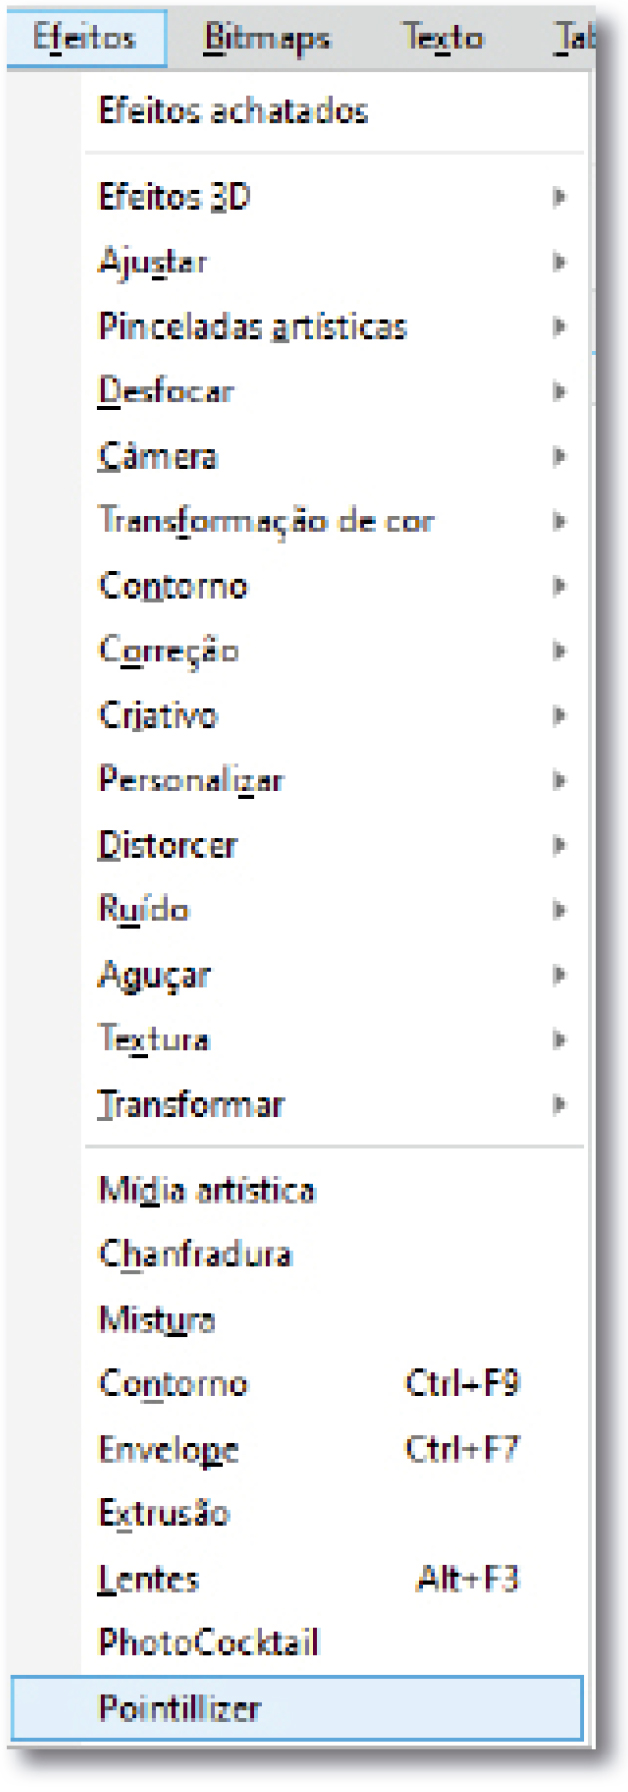 Efeitos Bitmaps Texto Tab
Efeitos achatados
Efeitos 3D
Ajustar
Pinceladas artísticas
Desfocar
Câmera
Transformação de cor
Contorno
Correção
Criativo
Personalizar
Distorcer
Ruído
Aguçar
Textura
Transformar
Mídia artística
Chanfradura
Mistura
Contorno Ctrl+F9
Envelope Ctrl+F7
Extrusão
Lentes Alt+F3
PhotoCocktail
Pointillizer